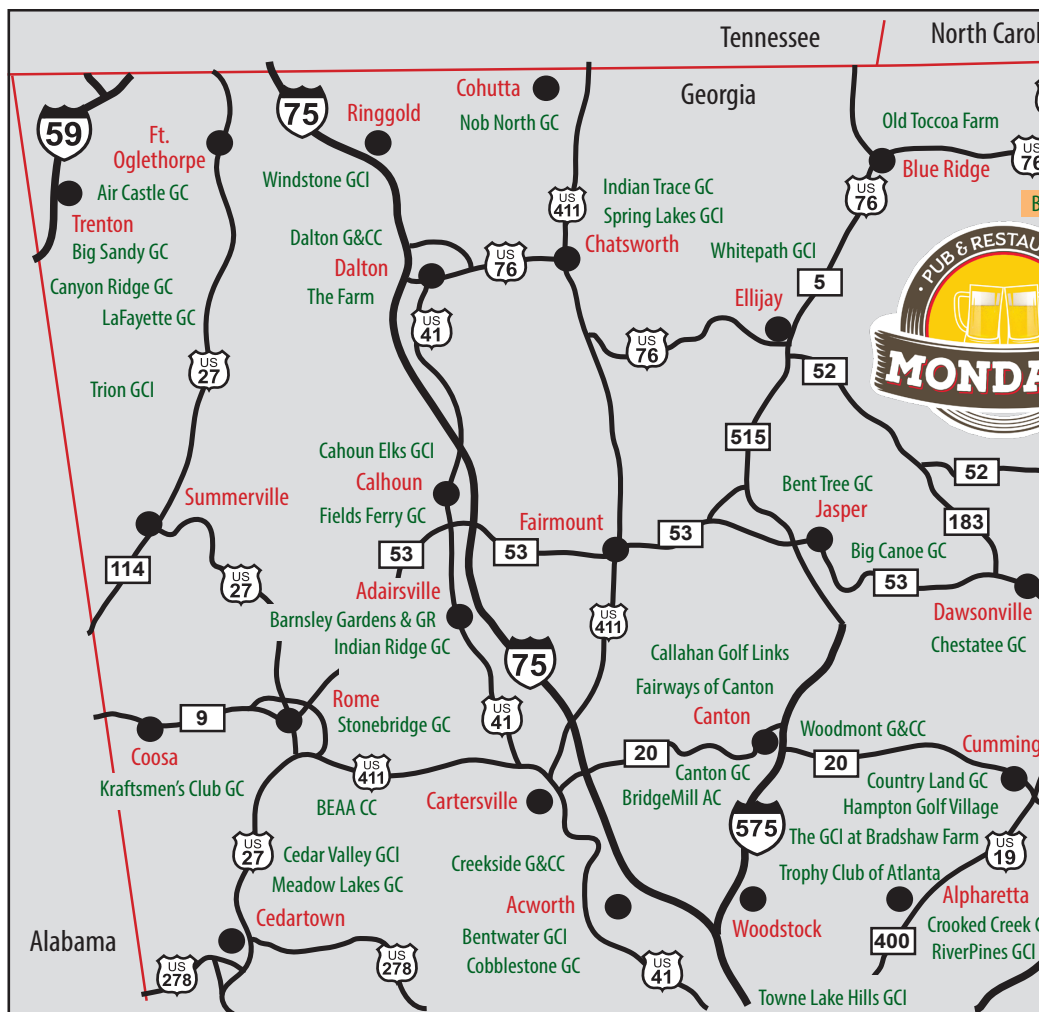 Tennessee
North Carol
Georgia
59
Ft.
Oglethorpe
75
Ringgold
Cohutta
Nob North GC
Old Toccoa Farm
US
76
Blue Ridge
US
76
Air Castle GC
Trenton
Big Sandy GC
Canyon Ridge GC
LaFayette GC
Windstone GCI
Dalton G&CC
Dalton
The Farm
US
76
US
411
Indian Trace GC
Spring Lakes GCI
Chatsworth
Whitepath GCI
5
B
PUB & RESTAU
MONDA
US
41
US
76
Ellijay
52
US
27
Trion GCI
515
Cahoun Elks GCI
Calhoun
Fields Ferry GC
Bent Tree GC
Jasper
52
183
Summerville
Fairmount
53
53
53
Big Canoe GC
53
114
US
27
Adairsville
Barnsley Gardens & GR
Indian Ridge GC
US
411
Dawsonville
Chestatee GC
75
Callahan Golf Links
Fairways of Canton
Canton
Woodmont G&CC
Rome
Stonebridge GC
9
Coosa
Kraftsmen's Club GC
US
41
US
411
BEAA CC
20
Canton GC
BridgeMill AC
20
Cumming
Country Land GC
Hampton Golf Village
Cartersville
575
The GCI at Bradshaw Farm
US
19
US
27
Cedar Valley GCI
Meadow Lakes GC
Creekside G&CC
Trophy Club of Atlanta
Cedartown
Acworth
Woodstock
Alpharetta
Crooked Creek G
RiverPines GCI
400
Alabama
Bentwater GCI
Cobblestone GC
US
278
US
278
US
41
Towne Lake Hills GCI